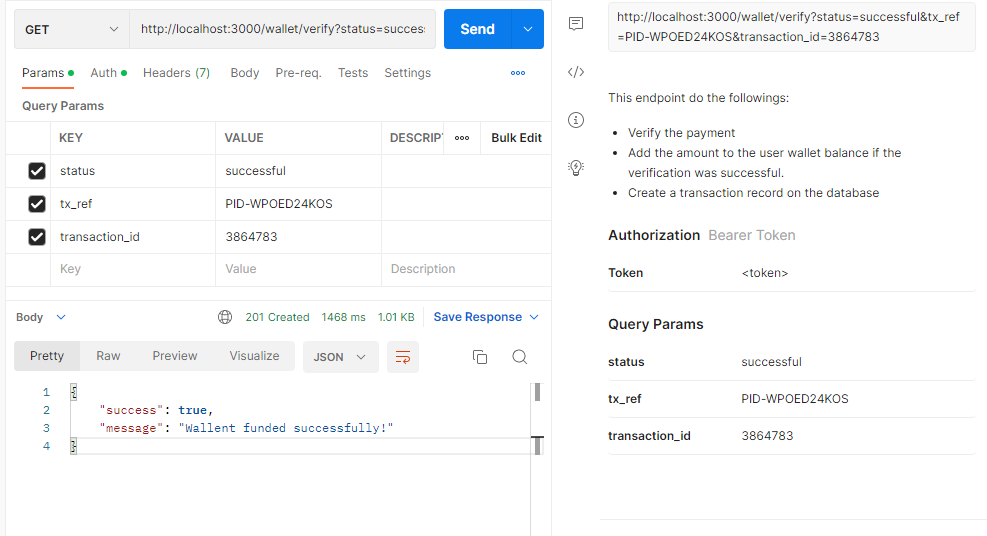 GET
http://localhost:3000/wallet/verify?status=succes
Send
Params
Auth
Headers (7)
Body
Pre-req.
Tests
Settings
Query Params
KEY
VALUE
DESCRIP
Bulk Edit
status
successful
tx_ref
PID-WPOED24KOS
transaction_id
3864783
Key
Value
Description
Body
201 Created
1468 ms
1.01 KB
Save Response
Pretty
Raw
Preview
Visualize
JSON
1 {
2 "success": true,
3 "message": "Wallent funded successfully!"
4 }
http://localhost:3000/wallet/verify?status=successful&tx_ref
=PID-WPOED24KOS&transaction_id=3864783
This endpoint do the followings:
• Verify the payment
• Add the amount to the user wallet balance if the
verification was successful.
• Create a transaction record on the database
Authorization Bearer Token
Token <token>
Query Params
status successful
tx_ref PID-WPOED24KOS
transaction_id 3864783